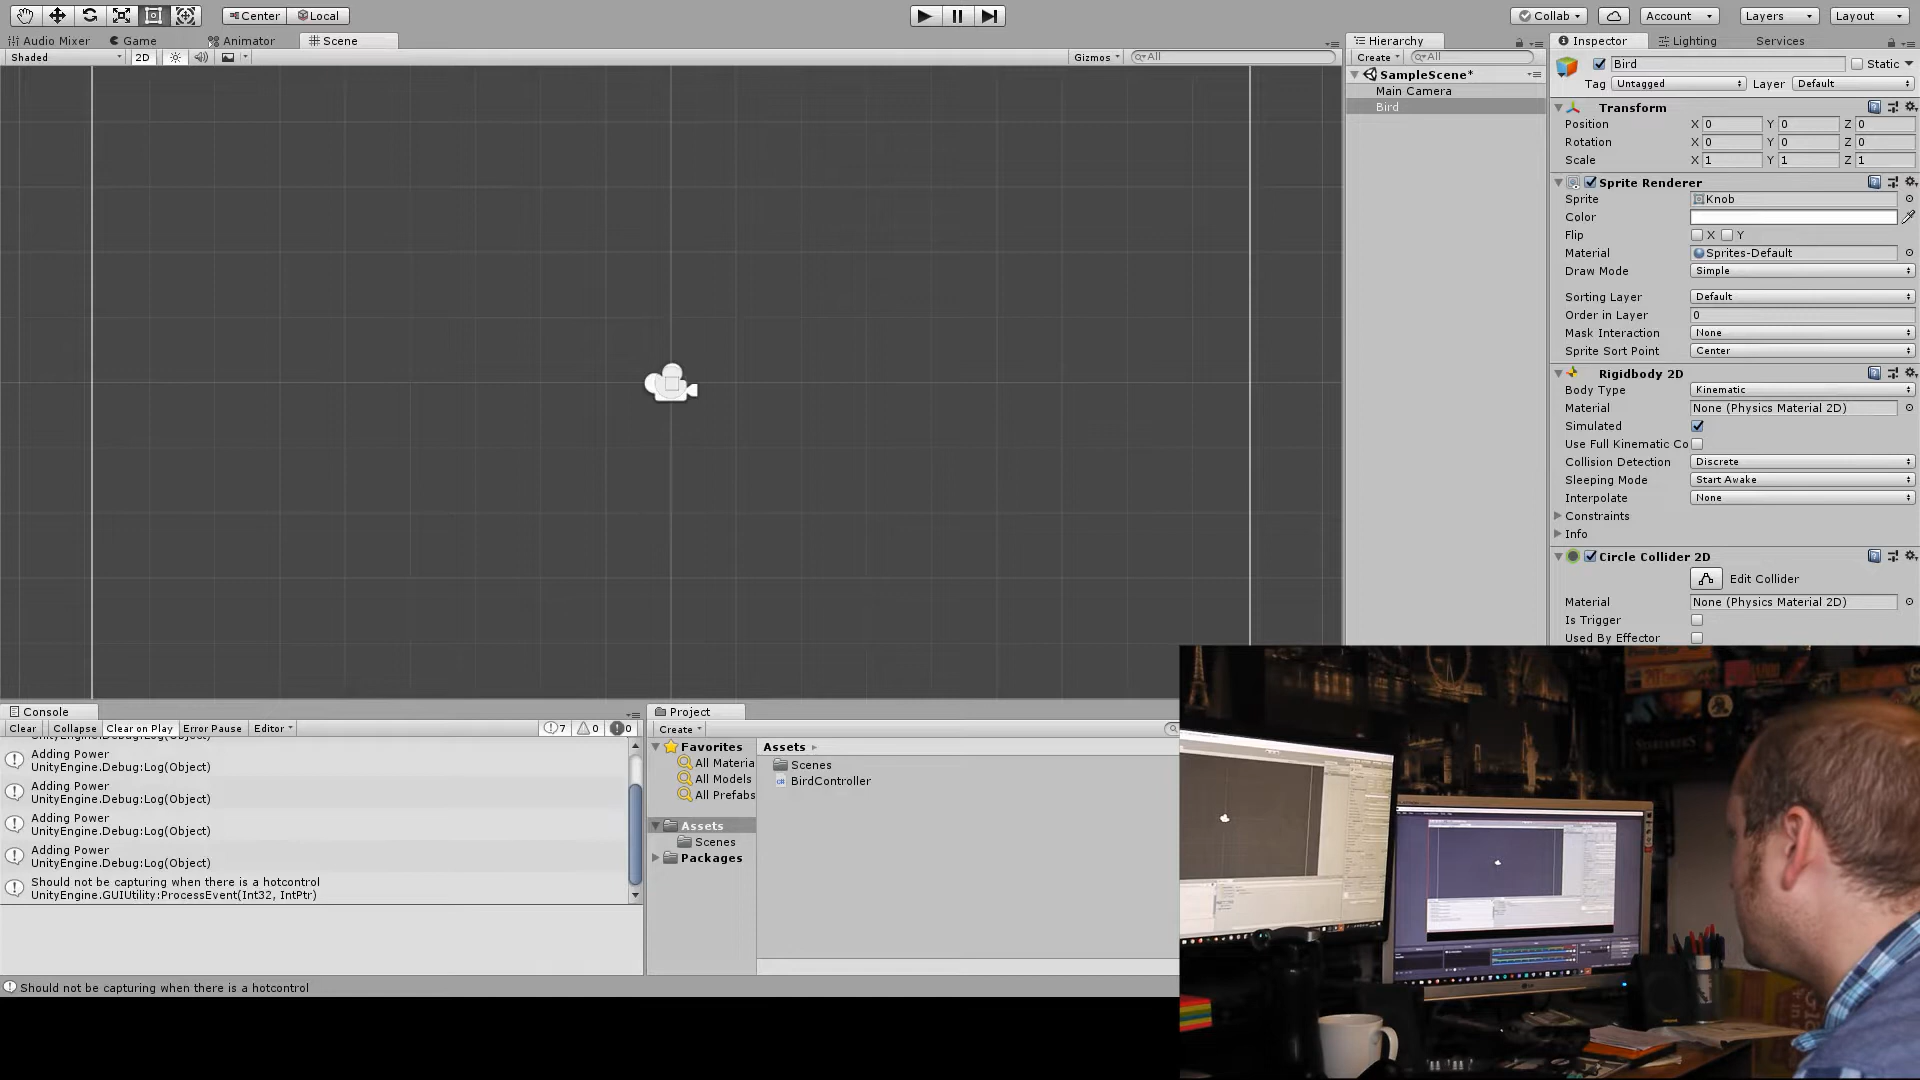 Center
Local
Collab
Account
Layers
Layout
Audio Mixer
Game
Animator
Scene
Shaded
2D
Gizmos
All
Hierarchy
Create
All
SampleScene*
Main Camera
Bird
Inspector
Lighting
Services
Bird
Static
Tag
Untagged
Layer
Default
Transform
Position X 0 Y 0 Z 0
Rotation X 0 Y 0 Z 0
Scale X 1 Y 1 Z 1
Sprite Renderer
Sprite
Knob
Color
Flip
X
Y
Material
Sprites-Default
Draw Mode
Simple
Sorting Layer
Default
Order in Layer
0
Mask Interaction
None
Sprite Sort Point
Center
Rigidbody 2D
Body Type
Kinematic
Material
None (Physics Material 2D)
Simulated
Use Full Kinematic Co
Collision Detection
Discrete
Sleeping Mode
Start Awake
Interpolate
None
Constraints
Info
Circle Collider 2D
Edit Collider
Material
None (Physics Material 2D)
Is Trigger
Used By Effector
Console
Clear
Collapse
Clear on Play
Error Pause
Editor
7
0
0
UnityEngine.Debug:Log(Object)
Adding Power
UnityEngine.Debug:Log(Object)
Adding Power
UnityEngine.Debug:Log(Object)
Adding Power
UnityEngine.Debug:Log(Object)
Adding Power
UnityEngine.Debug:Log(Object)
Should not be capturing when there is a hotcontrol
UnityEngine.GUIUtility:ProcessEvent(Int32, IntPtr)
Should not be capturing when there is a hotcontrol
Project
Create
Favorites
All Materia
All Models
All Prefabs
Assets
Scenes
Packages
Assets
Scenes
BirdController